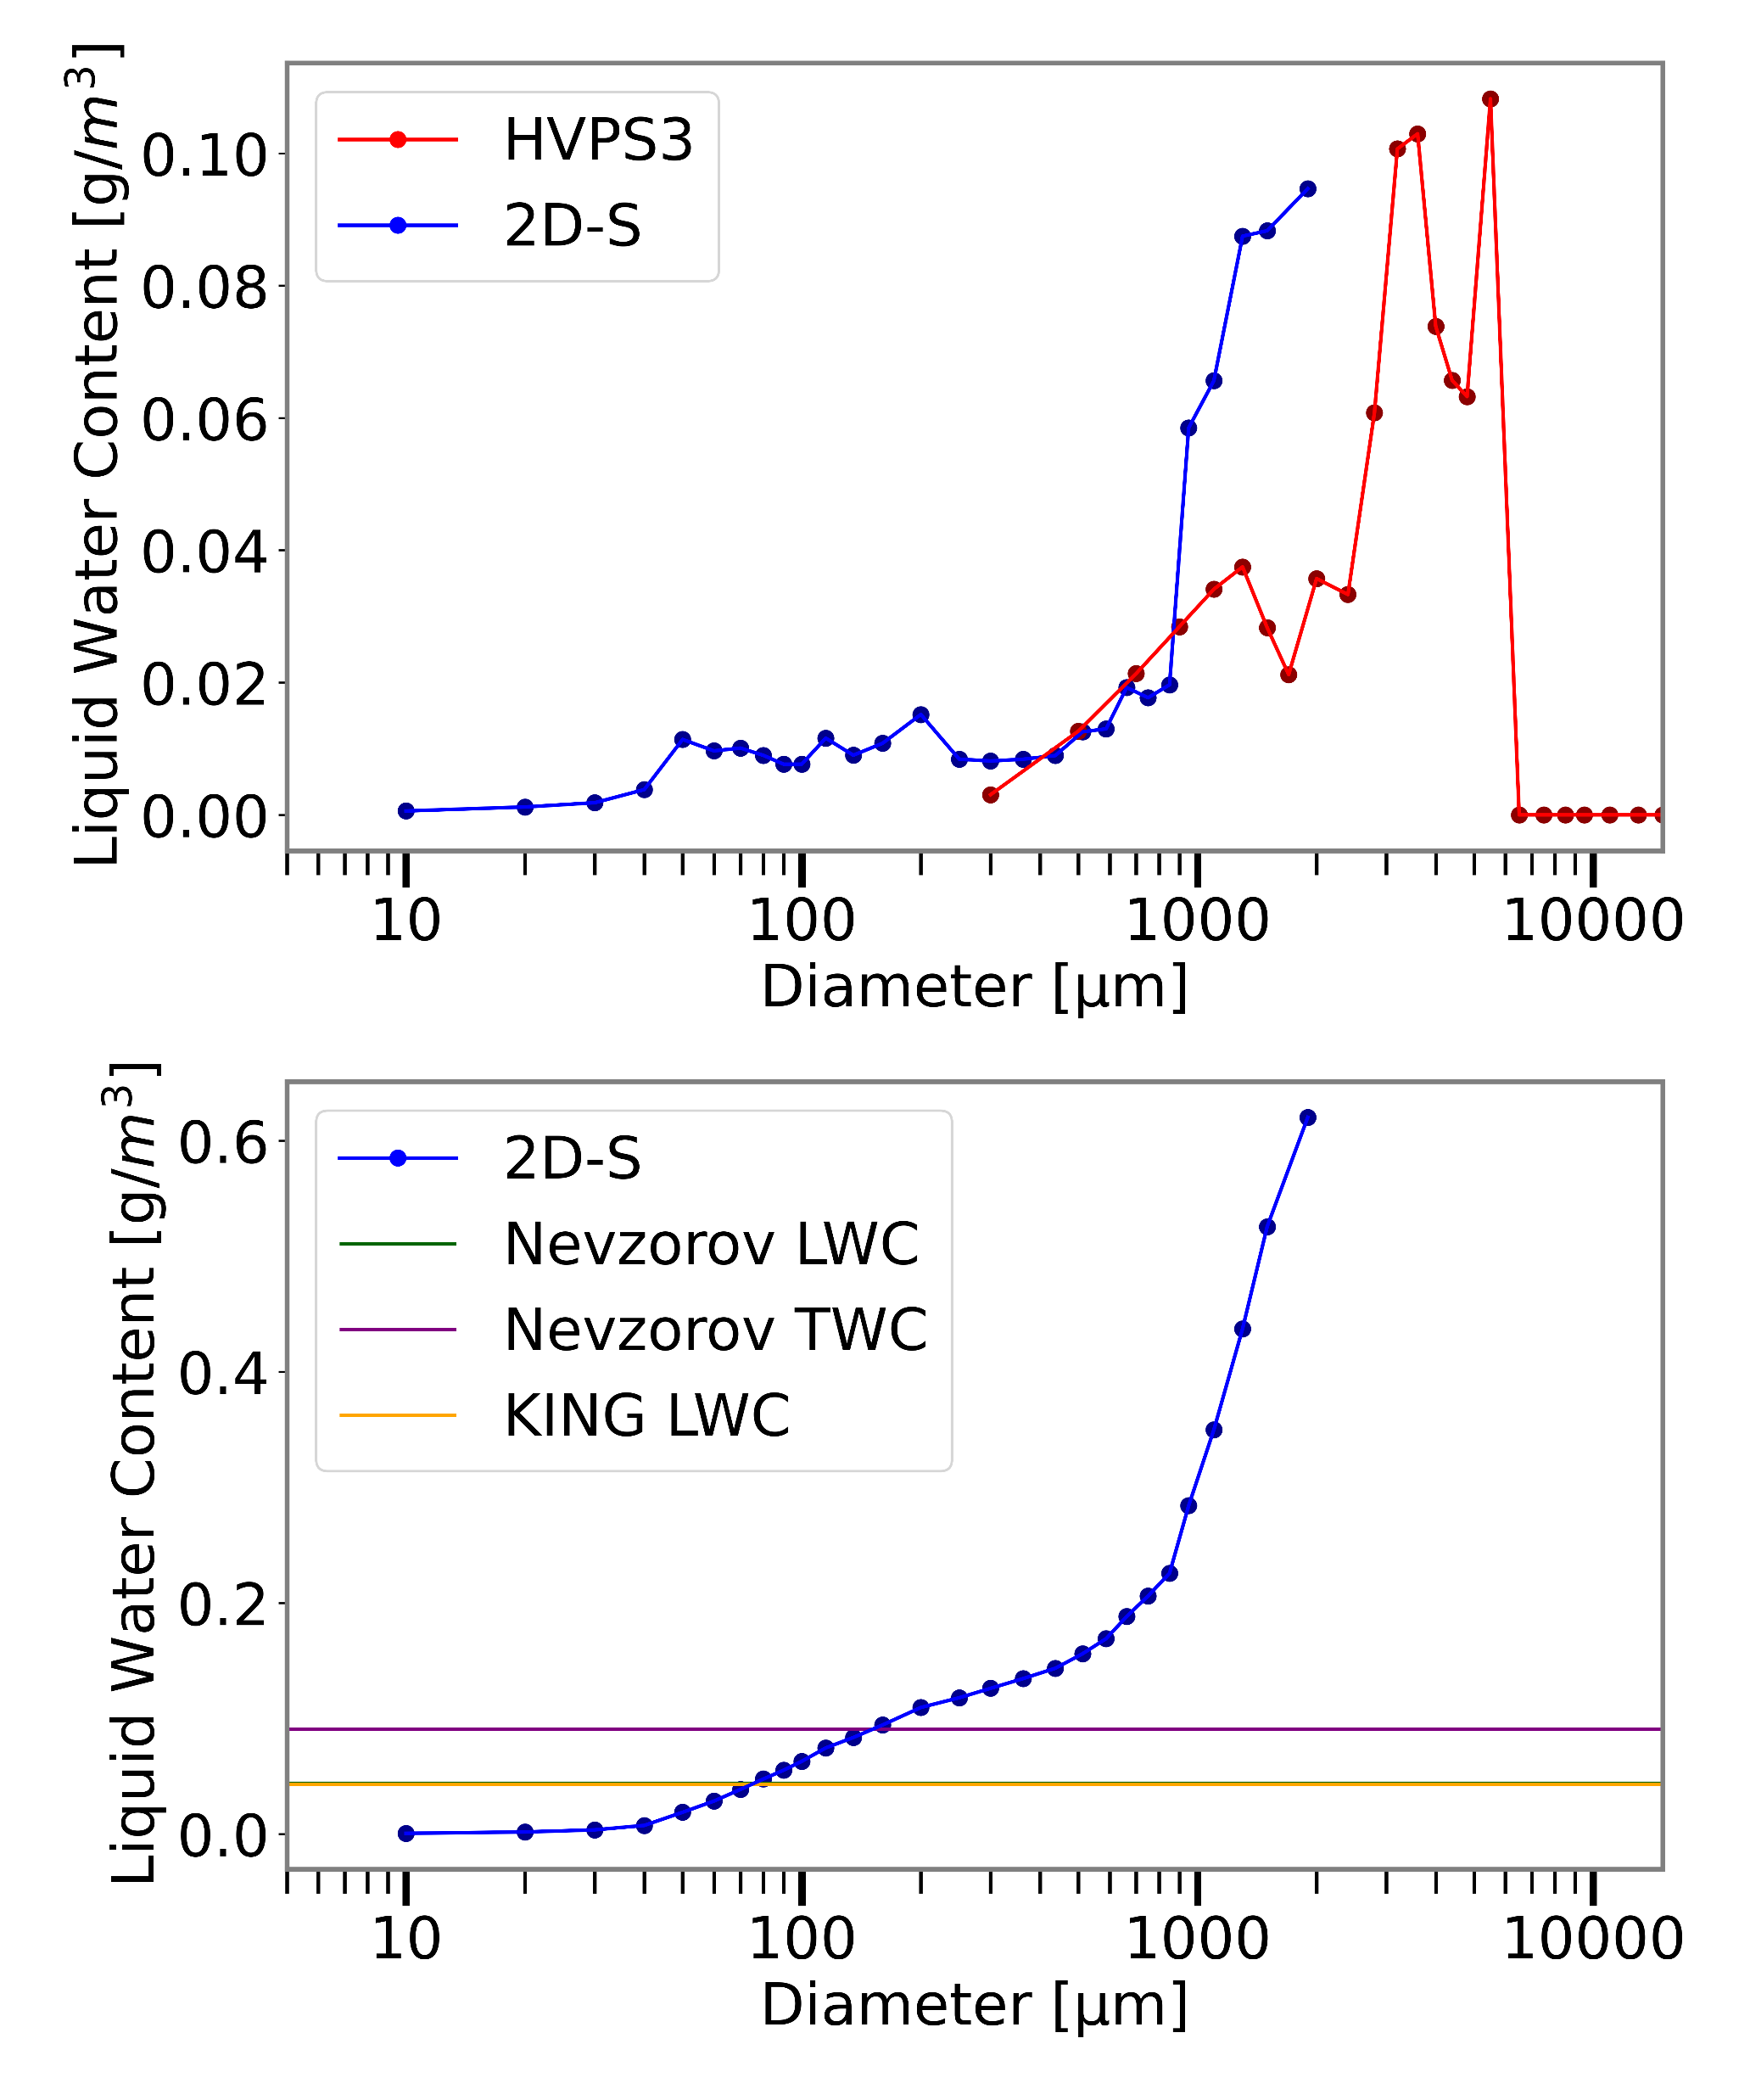 Liquid Water Content [g/m³]
0.10
0.08
0.06
0.04
0.02
0.00
HVPS3
2D-S
10 100 1000 10000
Diameter [µm]
Liquid Water Content [g/m³]
0.6
0.4
0.2
0.0
2D-S
Nevzorov LWC
Nevzorov TWC
KING LWC
10 100 1000 10000
Diameter [µm]